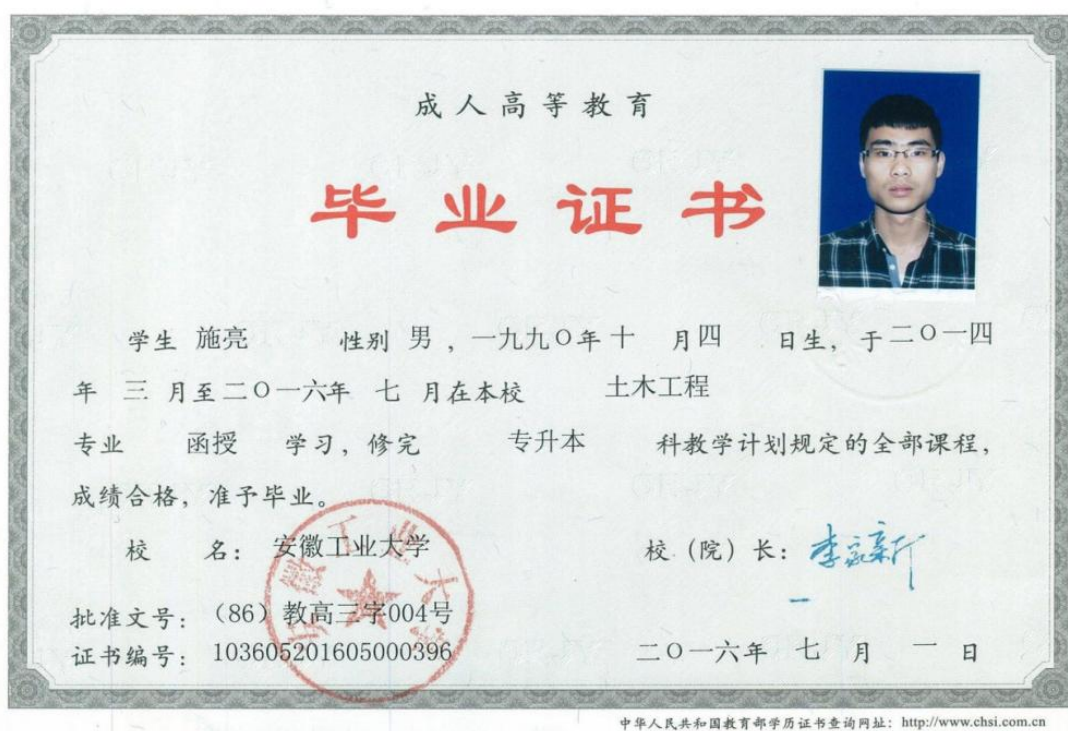 成人高等教育
毕业证书
学生 施亮 性别 男，一九九〇年十 月四 日生，于二〇一四
年 三 月至二〇一六年 七 月在本校 土木工程
专业 函授 学习，修完 专升本 科教学计划规定的全部课程，
成绩合格，准予毕业。
校 名：安徽工业大学
校（院）长：
批准文号：（86）教高三字004号
证书编号：103605201605000396
二〇一六年 七 月 一 日
安徽工业大学
中华人民共和国教育部学历证书查询网址：http://www.chsi.com.cn